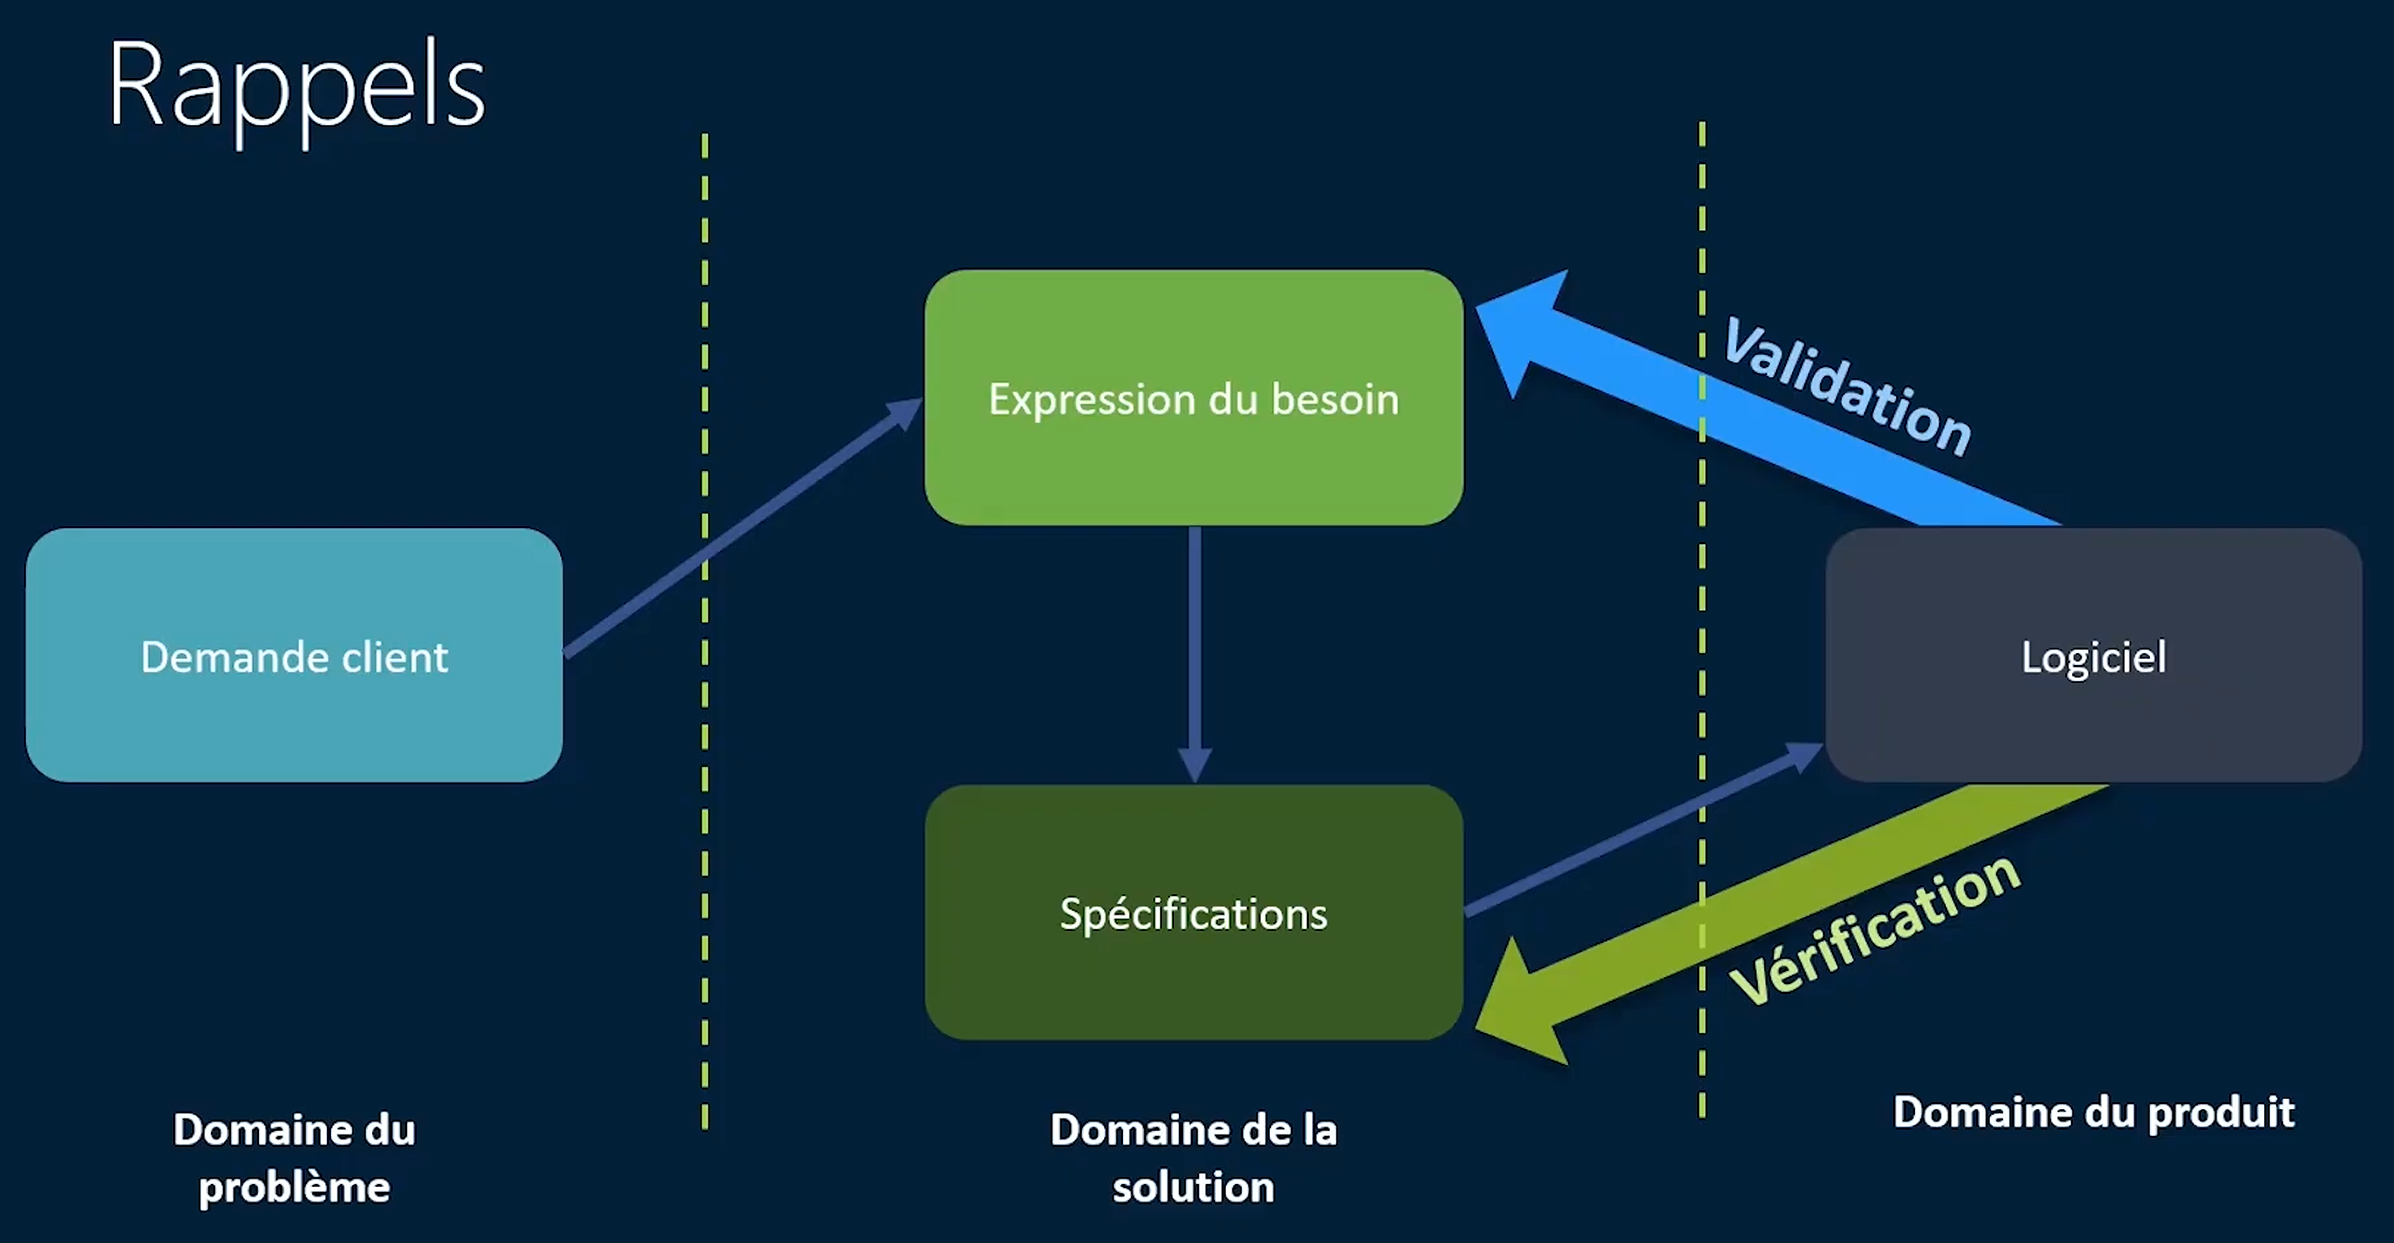 Rappels
Expression du besoin
Validation
Demande client
Logiciel
Spécifications
Vérification
Domaine du
problème
Domaine de la
solution
Domaine du produit